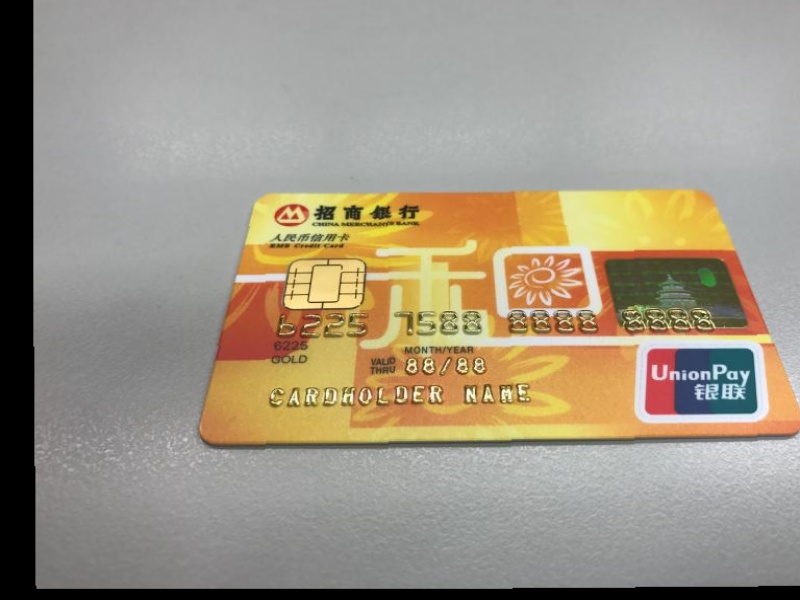 招商银行
CHINA MERCHANTS BANK
人民币信用卡
RMB Credit Card
6225 7588 8888 8888
6225
GOLD
MONTH/YEAR
VALID THRU 88/88
CARDHOLDER NAME
UnionPay
银联